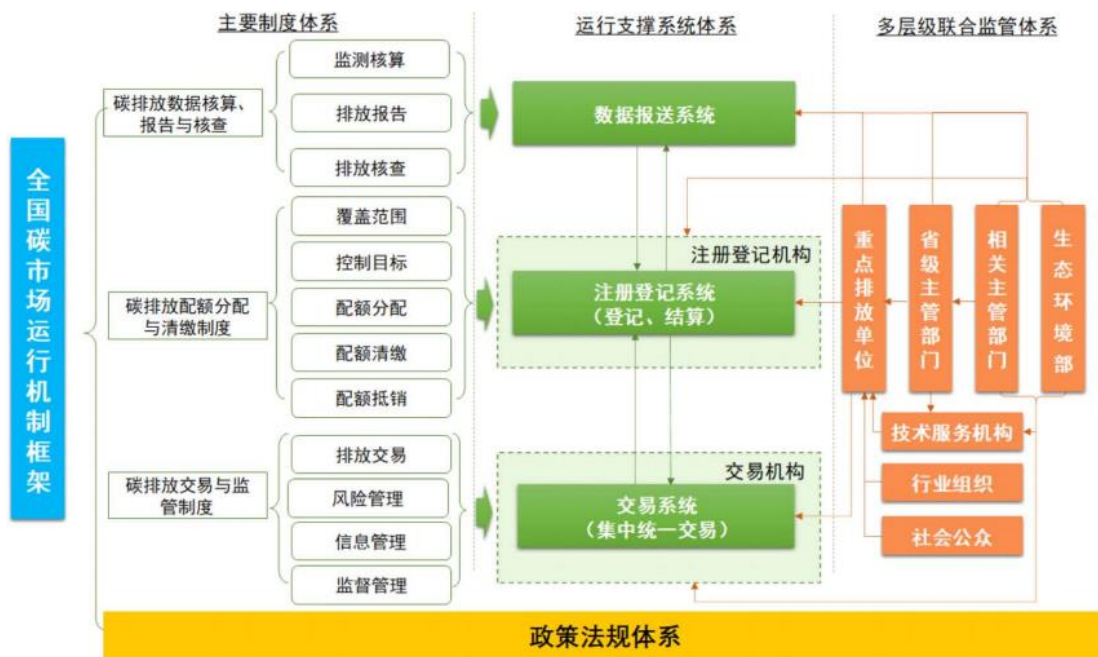 主要制度体系
运行支撑系统体系
多层级联合监管体系
全国碳市场运行机制框架
碳排放数据核算、
报告与核查
监测核算
排放报告
排放核查
碳排放配额分配
与清缴制度
覆盖范围
控制目标
配额分配
配额清缴
配额抵销
碳排放交易与监
管制度
排放交易
风险管理
信息管理
监督管理
数据报送系统
注册登记机构
注册登记系统
（登记、结算）
交易机构
交易系统
（集中统一交易）
重点排放单位
省级主管部门
相关主管部门
生态环境部
技术服务机构
行业组织
社会公众
政策法规体系